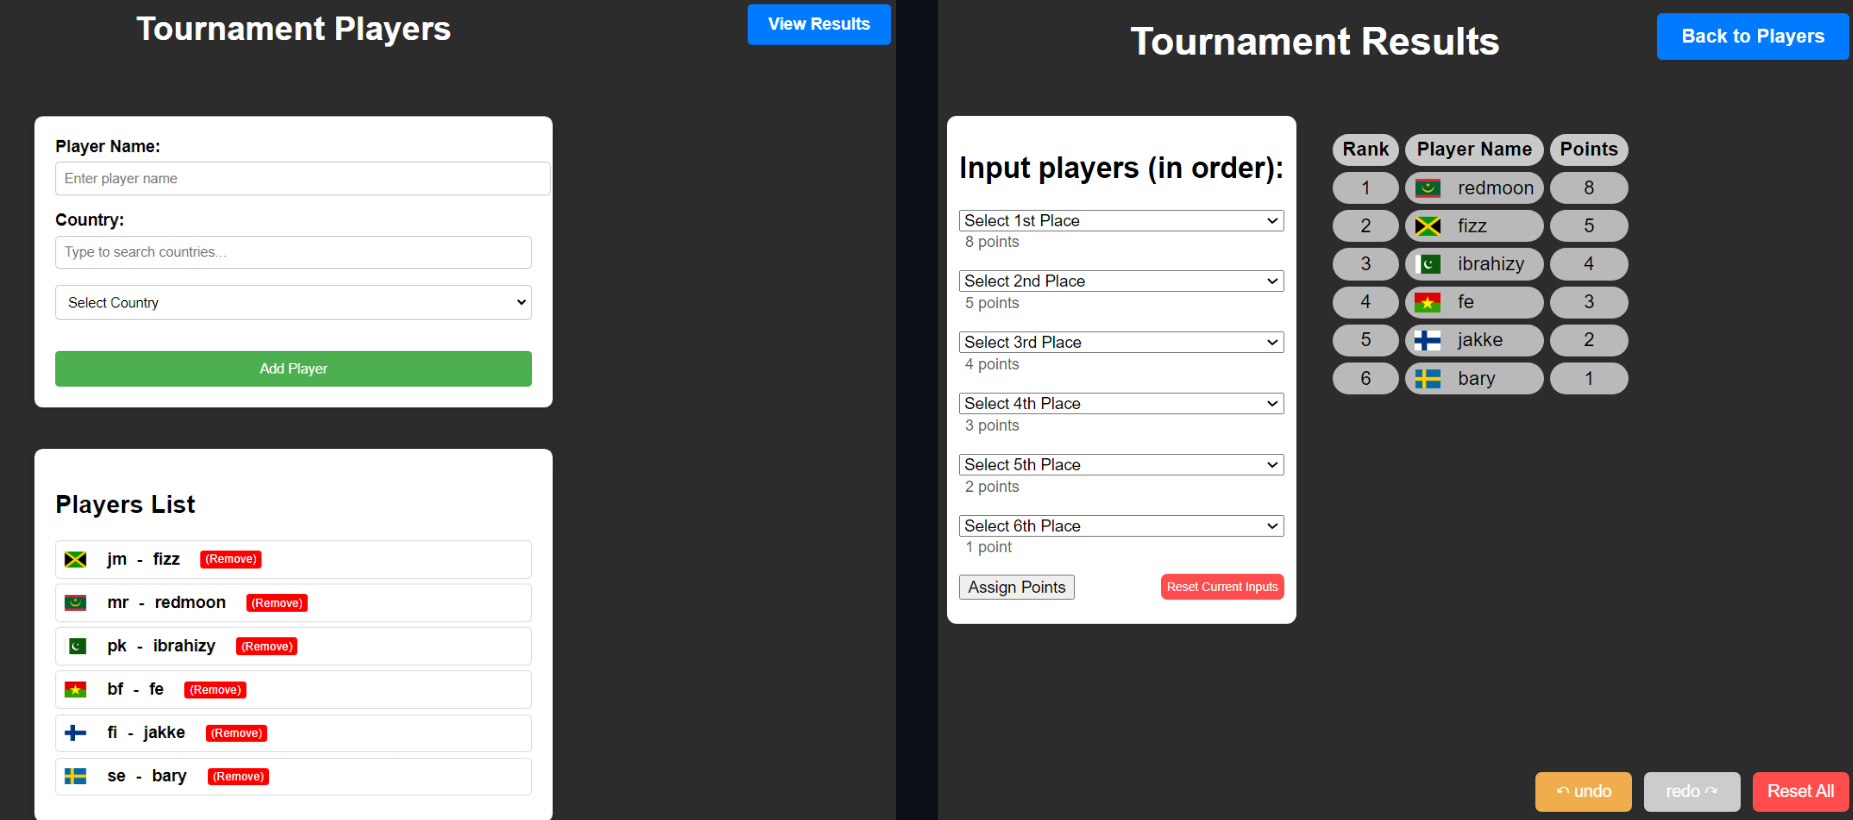 Tournament Players
View Results
Player Name:
Enter player name
Country:
Type to search countries...
Select Country
Add Player
Players List
jm - fizz (Remove)
mr - redmoon (Remove)
pk - ibrahizy (Remove)
bf - fe (Remove)
fi - jakke (Remove)
se - bary (Remove)
Tournament Results
Back to Players
Input players (in order):
Select 1st Place
8 points
Select 2nd Place
5 points
Select 3rd Place
4 points
Select 4th Place
3 points
Select 5th Place
2 points
Select 6th Place
1 point
Assign Points
Reset Current Inputs
Rank Player Name Points
1 redmoon 8
2 fizz 5
3 ibrahizy 4
4 fe 3
5 jakke 2
6 bary 1
↶ undo
redo ↷
Reset All